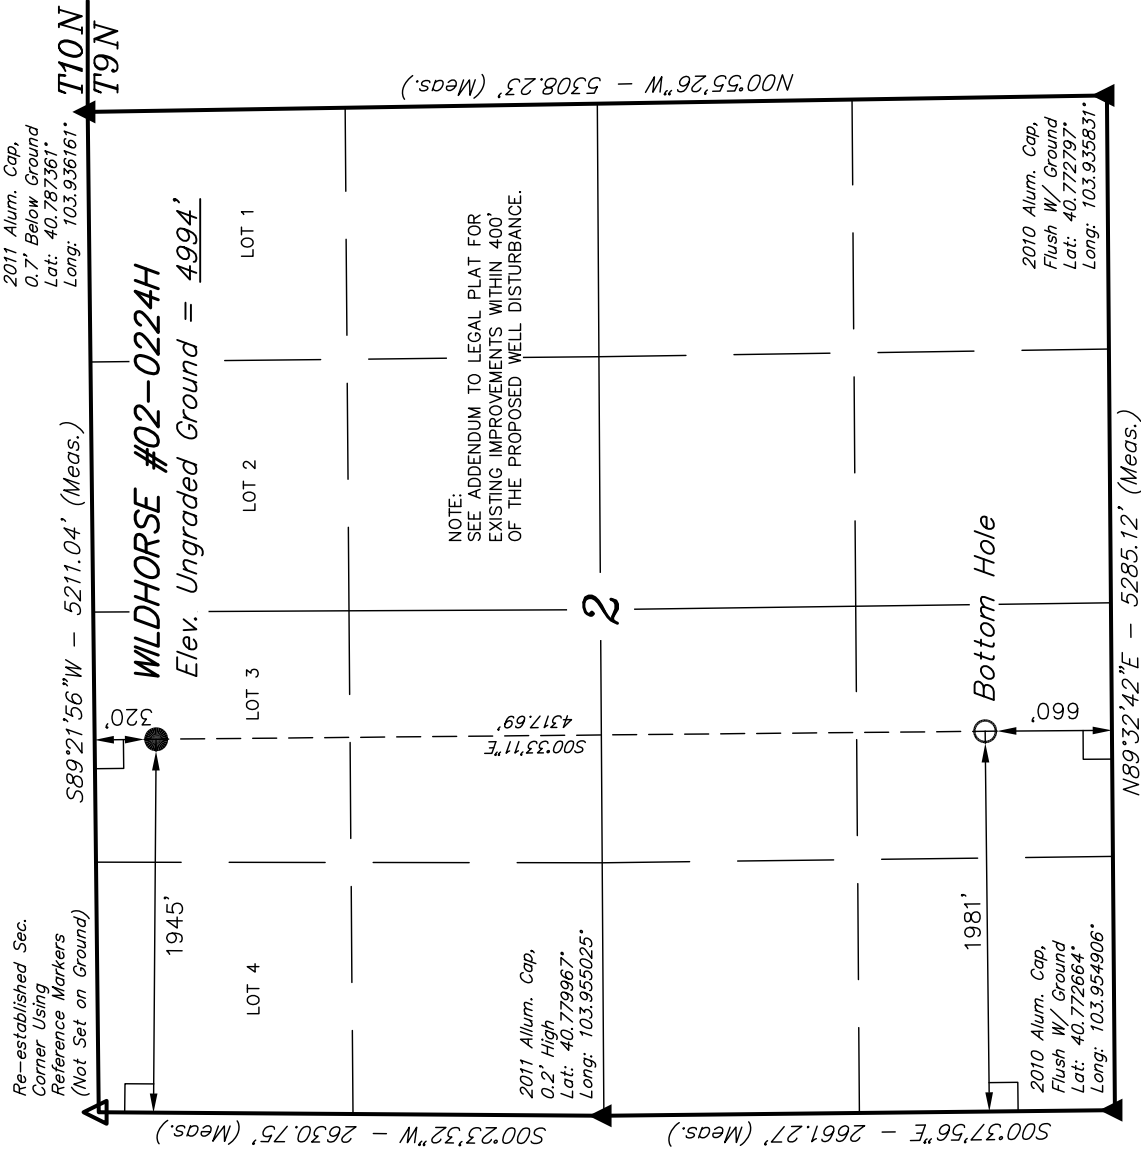 T10N
T9N
2011 Alum. Cap,
0.7' Below Ground
Lat: 40.787361°
Long: 103.936161°
N00°55'26"W - 5308.23' (Meas.)
2010 Alum. Cap,
Flush W/ Ground
Lat: 40.772797°
Long: 103.935831°
S89°21'56"W - 5211.04' (Meas.)
WILDHORSE #02-0224H
Elev. Ungraded Ground = 4994'
LOT 1
LOT 2
LOT 3
LOT 4
NOTE:
SEE ADDENDUM TO LEGAL PLAT FOR
EXISTING IMPROVEMENTS WITHIN 400'
OF THE PROPOSED WELL DISTURBANCE.
2
320'
S00°33'11"E
4317.69'
Bottom Hole
660'
N89°32'42"E - 5285.12' (Meas.)
1945'
1981'
Re-established Sec.
Corner Using
Reference Markers
(Not Set on Ground)
2011 Allum. Cap,
0.2' High
Lat: 40.779967°
Long: 103.955025°
2010 Alum. Cap,
Flush W/ Ground
Lat: 40.772664°
Long: 103.954906°
S00°23'32"W - 2630.75' (Meas.)
S00°37'56"E - 2661.27' (Meas.)